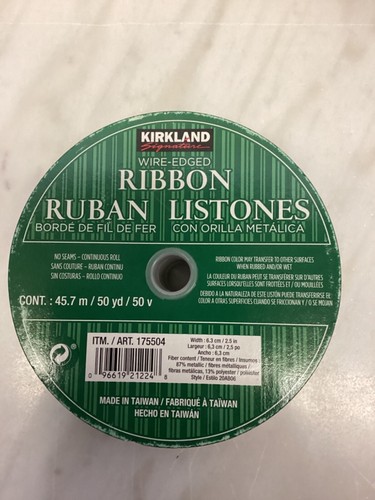 KIRKLAND
Signature
WIRE-EDGED
RIBBON
RUBAN LISTONES
BORDE DE FIL DE FER CON ORILLA METÁLICA
NO SEAMS – CONTINUOUS ROLL
SANS COUTURE – RUBAN CONTINU
SIN COSTURAS – ROLLO CONTINUO
CONT. : 45.7 m / 50 yd / 50 v
RIBBON COLOR MAY TRANSFER TO OTHER SURFACES
WHEN RUBBED AND/OR WET
LA COULEUR DU RUBAN PEUT SE TRANSFÉRER SUR D'AUTRES
SURFACES LORSQU'ELLES SONT FROTTÉES ET / OU MOUILLÉES
DEBIDO A LA NATURALEZA DE ESTE LISTÓN PUEDE TRANSFERIRSE EL
COLOR A OTRAS SUPERFICIES CUANDO SE FRICCIONAN Y / O SE MOJAN
ITM. / ART. 175504
0 96619 21224 8
Width : 6.3 cm / 2.5 in
Largeur : 6,3 cm / 2,5 po
Ancho : 6,3 cm
Fiber content / Teneur en fibres / Insumos
87% metallic / fibres métalliques /
fibras metálicas, 13% polyester / poliéster
Style / Estilo 20A806
MADE IN TAIWAN / FABRIQUÉ À TAÏWAN
HECHO EN TAIWÁN